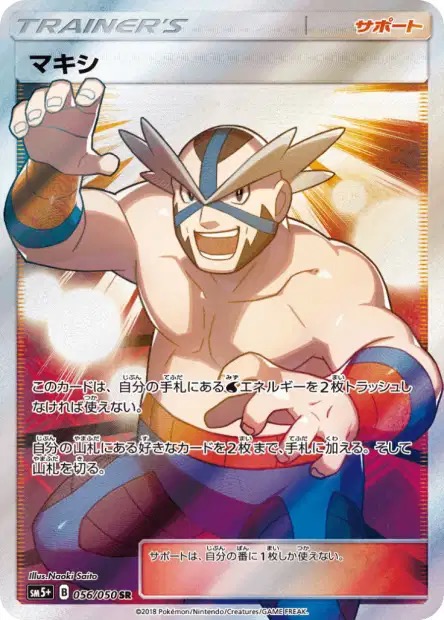 TRAINER'S サポート
マキシ
このカードは、自分の手札にある エネルギーを2枚トラッシュし
なければ使えない。
自分の山札にある好きなカードを2枚まで、手札に加える。そして
山札を切る。
サポートは、自分の番に1枚しか使えない。
Illus. Naoki Saito
sm5+ B 056/050 SR
©2018 Pokémon/Nintendo/Creatures/GAME FREAK.